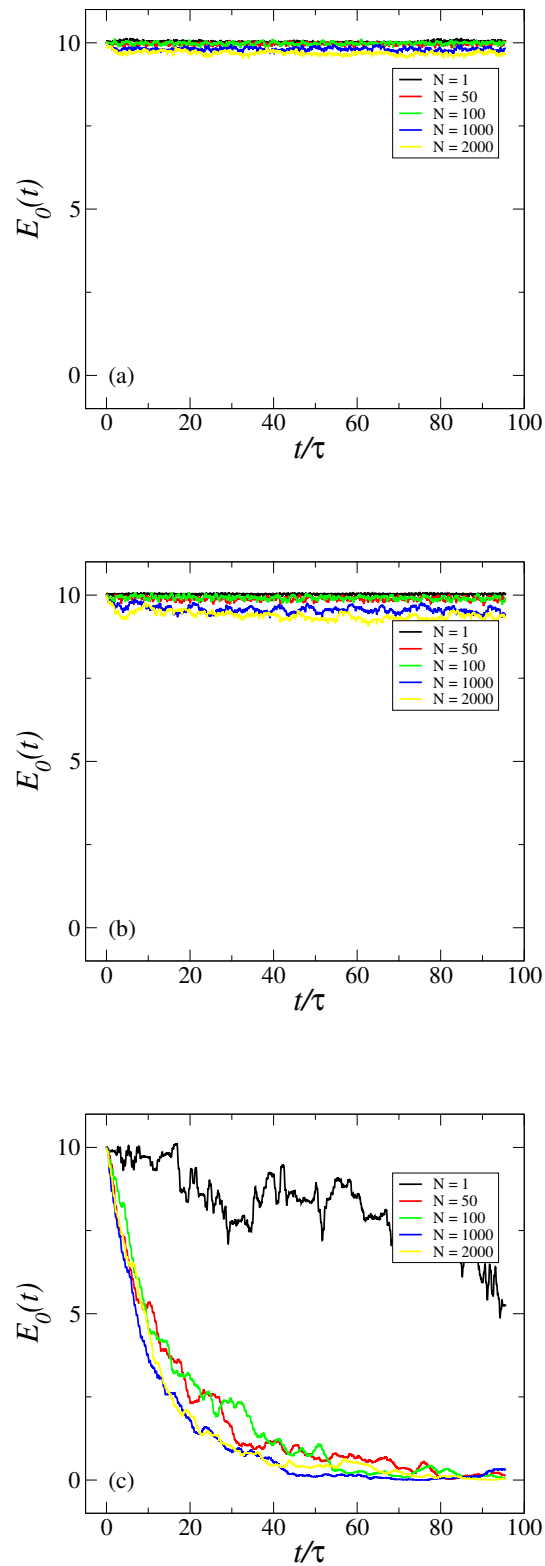 10
5
0
E₀(t)
N = 1
N = 50
N = 100
N = 1000
N = 2000
(a)
0 20 40 60 80 100
t/τ
10
5
0
E₀(t)
N = 1
N = 50
N = 100
N = 1000
N = 2000
(b)
0 20 40 60 80 100
t/τ
10
5
0
E₀(t)
N = 1
N = 50
N = 100
N = 1000
N = 2000
(c)
0 20 40 60 80 100
t/τ